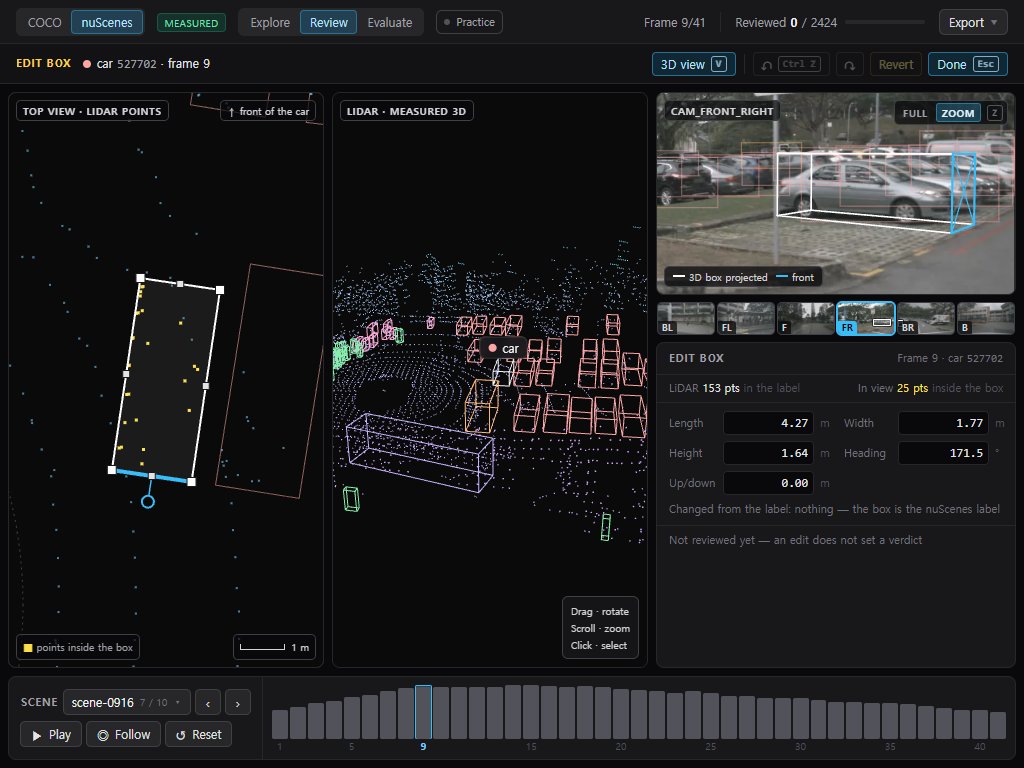 COCO nuScenes MEASURED Explore Review Evaluate Practice Frame 9/41 Reviewed 0 / 2424 Export
EDIT BOX car 527702 · frame 9 3D view V Ctrl Z Revert Done Esc
TOP VIEW · LIDAR POINTS ↑ front of the car
points inside the box 1 m
LIDAR · MEASURED 3D
car
Drag · rotate
Scroll · zoom
Click · select
CAM_FRONT_RIGHT FULL ZOOM Z
3D box projected front
BL FL F FR BR B
EDIT BOX Frame 9 · car 527702
LiDAR 153 pts in the label In view 25 pts inside the box
Length 4.27 m Width 1.77 m
Height 1.64 m Heading 171.5 °
Up/down 0.00 m
Changed from the label: nothing — the box is the nuScenes label
Not reviewed yet — an edit does not set a verdict
SCENE scene-0916 7 / 10 ‹ ›
Play Follow Reset
1 5 9 15 20 25 30 35 40